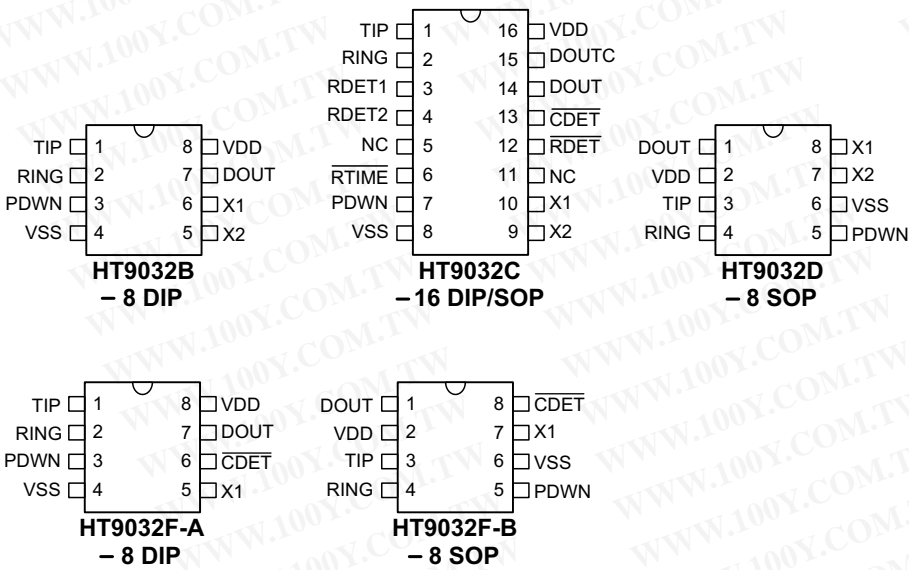 TIP 1 16 VDD
RING 2 15 DOUTC
RDET1 3 14 DOUT
RDET2 4 13 CDET
NC 5 12 RDET
RTIME 6 11 NC
PDWN 7 10 X1
VSS 8 9 X2
HT9032C
– 16 DIP/SOP
TIP 1 8 VDD
RING 2 7 DOUT
PDWN 3 6 X1
VSS 4 5 X2
HT9032B
– 8 DIP
DOUT 1 8 X1
VDD 2 7 X2
TIP 3 6 VSS
RING 4 5 PDWN
HT9032D
– 8 SOP
TIP 1 8 VDD
RING 2 7 DOUT
PDWN 3 6 CDET
VSS 4 5 X1
HT9032F-A
– 8 DIP
DOUT 1 8 CDET
VDD 2 7 X1
TIP 3 6 VSS
RING 4 5 PDWN
HT9032F-B
– 8 SOP
WWW.100Y.COM.TW